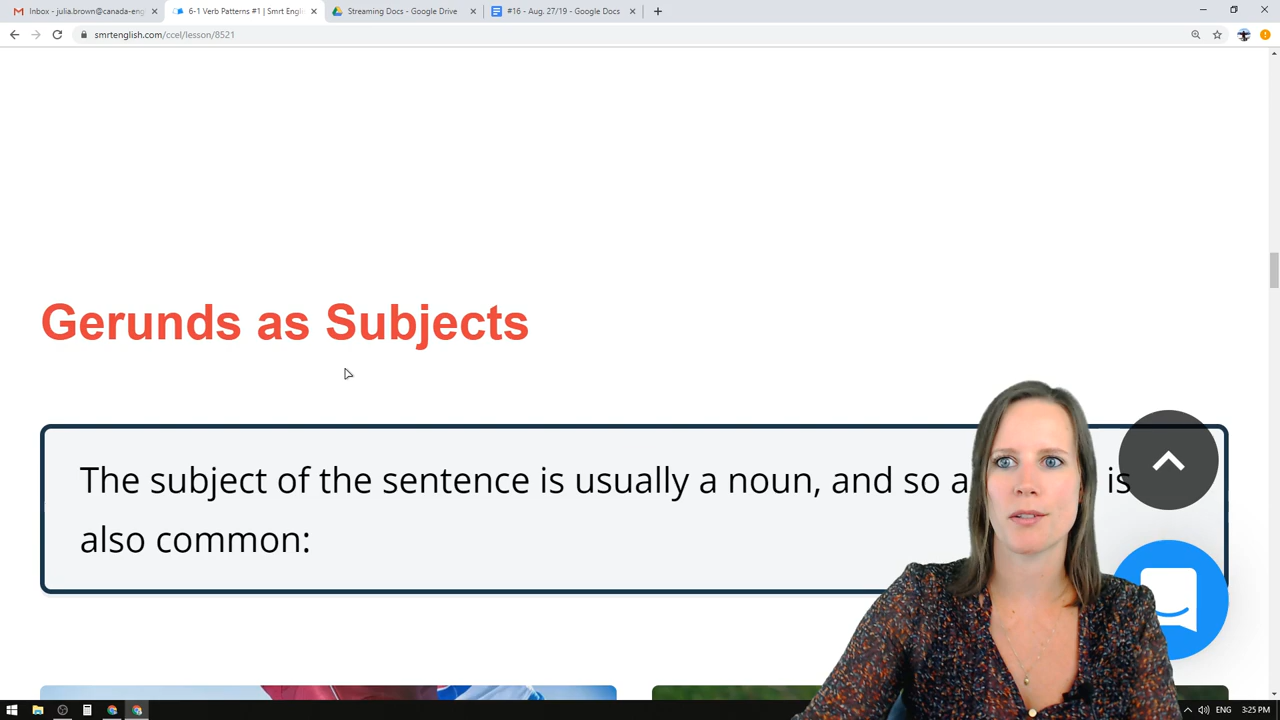 Inbox - julia.brown@canada-eng
6-1 Verb Patterns #1 | Smrt Engli
Streaming Docs - Google Drive
#16 - Aug. 27/19 - Google Docs
smrtenglish.com/ccel/lesson/8521
Gerunds as Subjects
The subject of the sentence is usually a noun, and so a is
also common:
ENG
3:25 PM